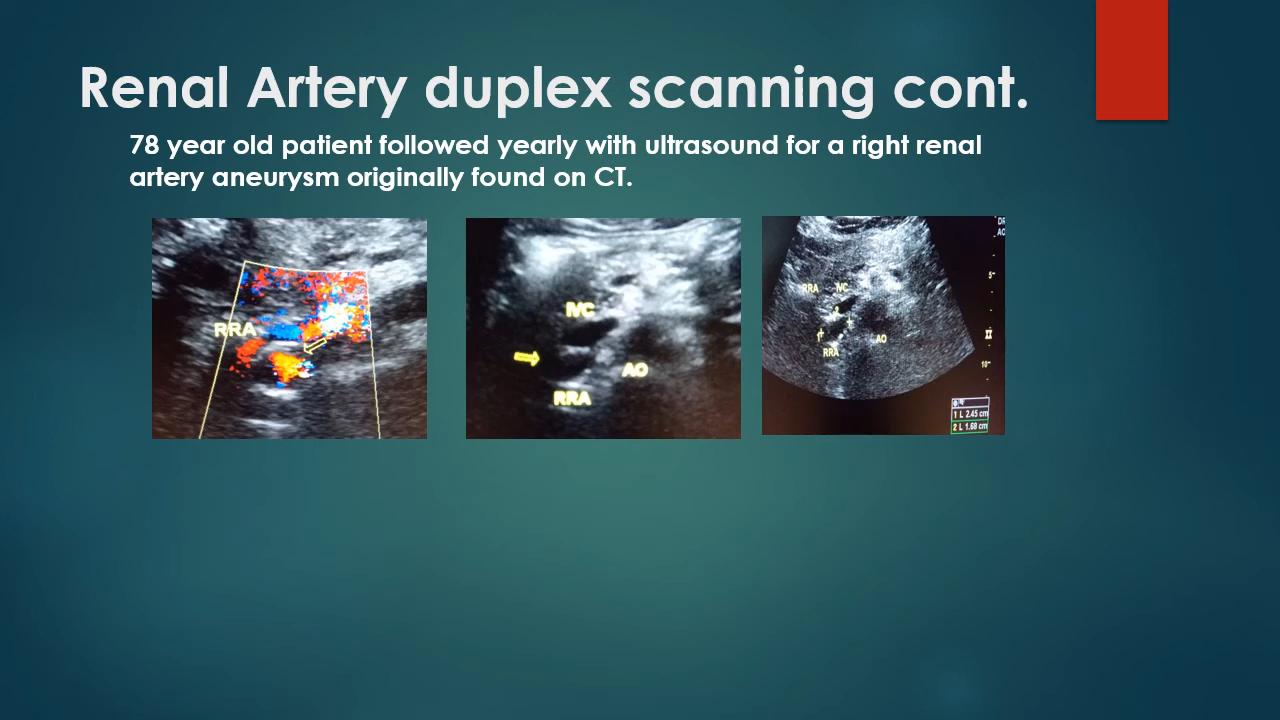 Renal Artery duplex scanning cont.
78 year old patient followed yearly with ultrasound for a right renal
artery aneurysm originally found on CT.
RRA
IVC
AO
RRA
RRA IVC
AO
RRA
5
10
1 L 2.45 cm
2 L 1.68 cm